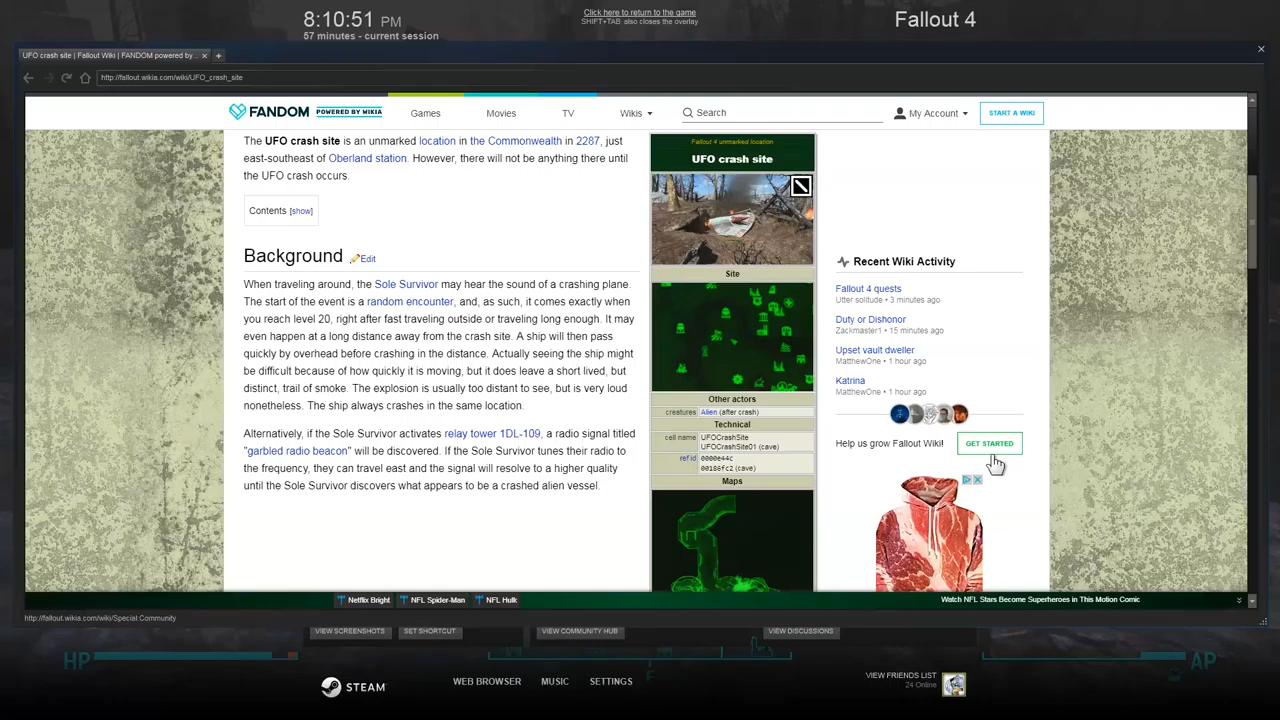 8:10:51 PM
57 minutes - current session
Click here to return to the game
SHIFT+TAB also closes the overlay
Fallout 4
UFO crash site | Fallout Wiki | FANDOM powered by...
http://fallout.wikia.com/wiki/UFO_crash_site
FANDOM POWERED BY WIKIA Games Movies TV Wikis Search My Account START A WIKI
The UFO crash site is an unmarked location in the Commonwealth in 2287, just
east-southeast of Oberland station. However, there will not be anything there until
the UFO crash occurs.
Contents [show]
Background Edit
When traveling around, the Sole Survivor may hear the sound of a crashing plane.
The start of the event is a random encounter, and, as such, it comes exactly when
you reach level 20, right after fast traveling outside or traveling long enough. It may
even happen at a long distance away from the crash site. A ship will then pass
quickly by overhead before crashing in the distance. Actually seeing the ship might
be difficult because of how quickly it is moving, but it does leave a short lived, but
distinct, trail of smoke. The explosion is usually too distant to see, but is very loud
nonetheless. The ship always crashes in the same location.
Alternatively, if the Sole Survivor activates relay tower 1DL-109, a radio signal titled
"garbled radio beacon" will be discovered. If the Sole Survivor tunes their radio to
the frequency, they can travel east and the signal will resolve to a higher quality
until the Sole Survivor discovers what appears to be a crashed alien vessel.
Fallout 4 unmarked location
UFO crash site
Site
Other actors
creatures Alien (after crash)
Technical
cell name UFOCrashSite
UFOCrashSite01 (cave)
ref id 0000e44c
00186fc2 (cave)
Maps
Recent Wiki Activity
Fallout 4 quests
Utter solitude • 3 minutes ago
Duty or Dishonor
Zackmaster1 • 15 minutes ago
Upset vault dweller
MatthewOne • 1 hour ago
Katrina
MatthewOne • 1 hour ago
Help us grow Fallout Wiki! GET STARTED
Netflix Bright NFL Spider-Man NFL Hulk
Watch NFL Stars Become Superheroes in This Motion Comic
http://fallout.wikia.com/wiki/Special:Community
VIEW SCREENSHOTS SET SHORTCUT VIEW COMMUNITY HUB VIEW DISCUSSIONS
HP
AP
STEAM WEB BROWSER MUSIC SETTINGS
VIEW FRIENDS LIST
24 Online